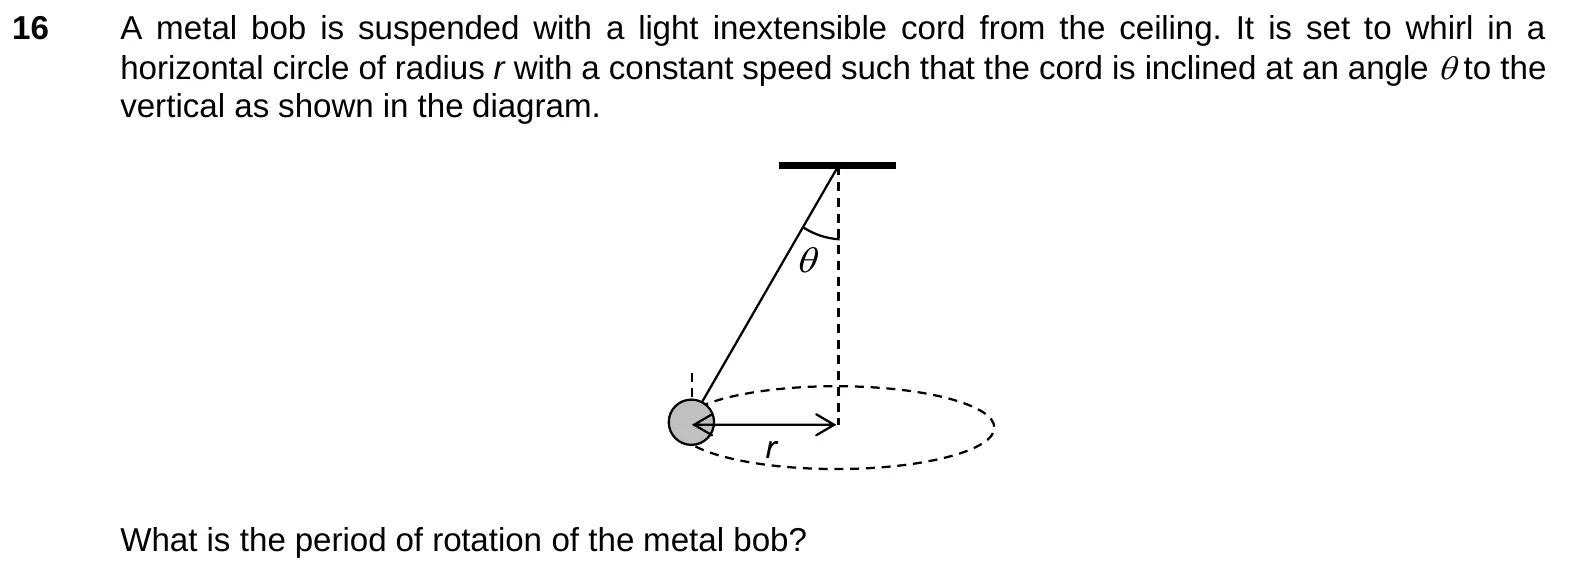 16 A metal bob is suspended with a light inextensible cord from the ceiling. It is set to whirl in a
horizontal circle of radius r with a constant speed such that the cord is inclined at an angle θ to the
vertical as shown in the diagram.
θ
r
What is the period of rotation of the metal bob?